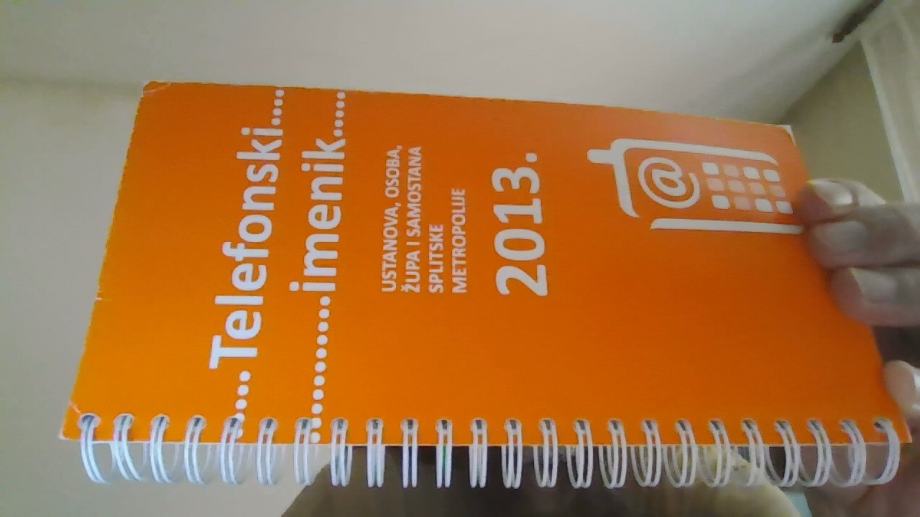 .....Telefonski.....
..........imenik.....
USTANOVA, OSOBA,
ŽUPA I SAMOSTANA
SPLITSKE
METROPOLIJE
2013.
@